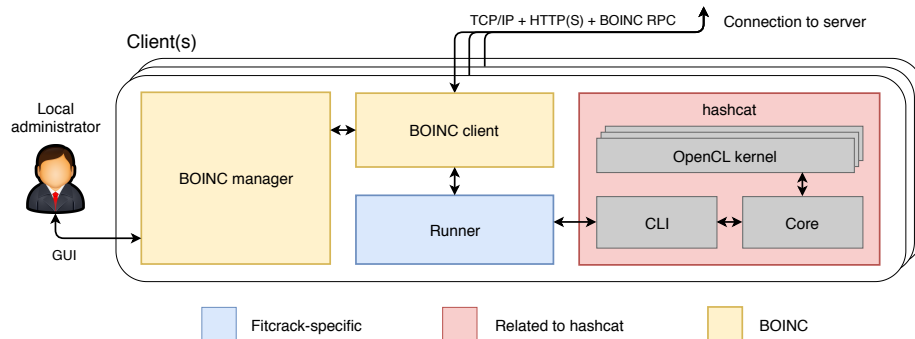 TCP/IP + HTTP(S) + BOINC RPC
Connection to server
Client(s)
Local
administrator
GUI
BOINC manager
BOINC client
Runner
hashcat
OpenCL kernel
CLI
Core
Fitcrack-specific
Related to hashcat
BOINC